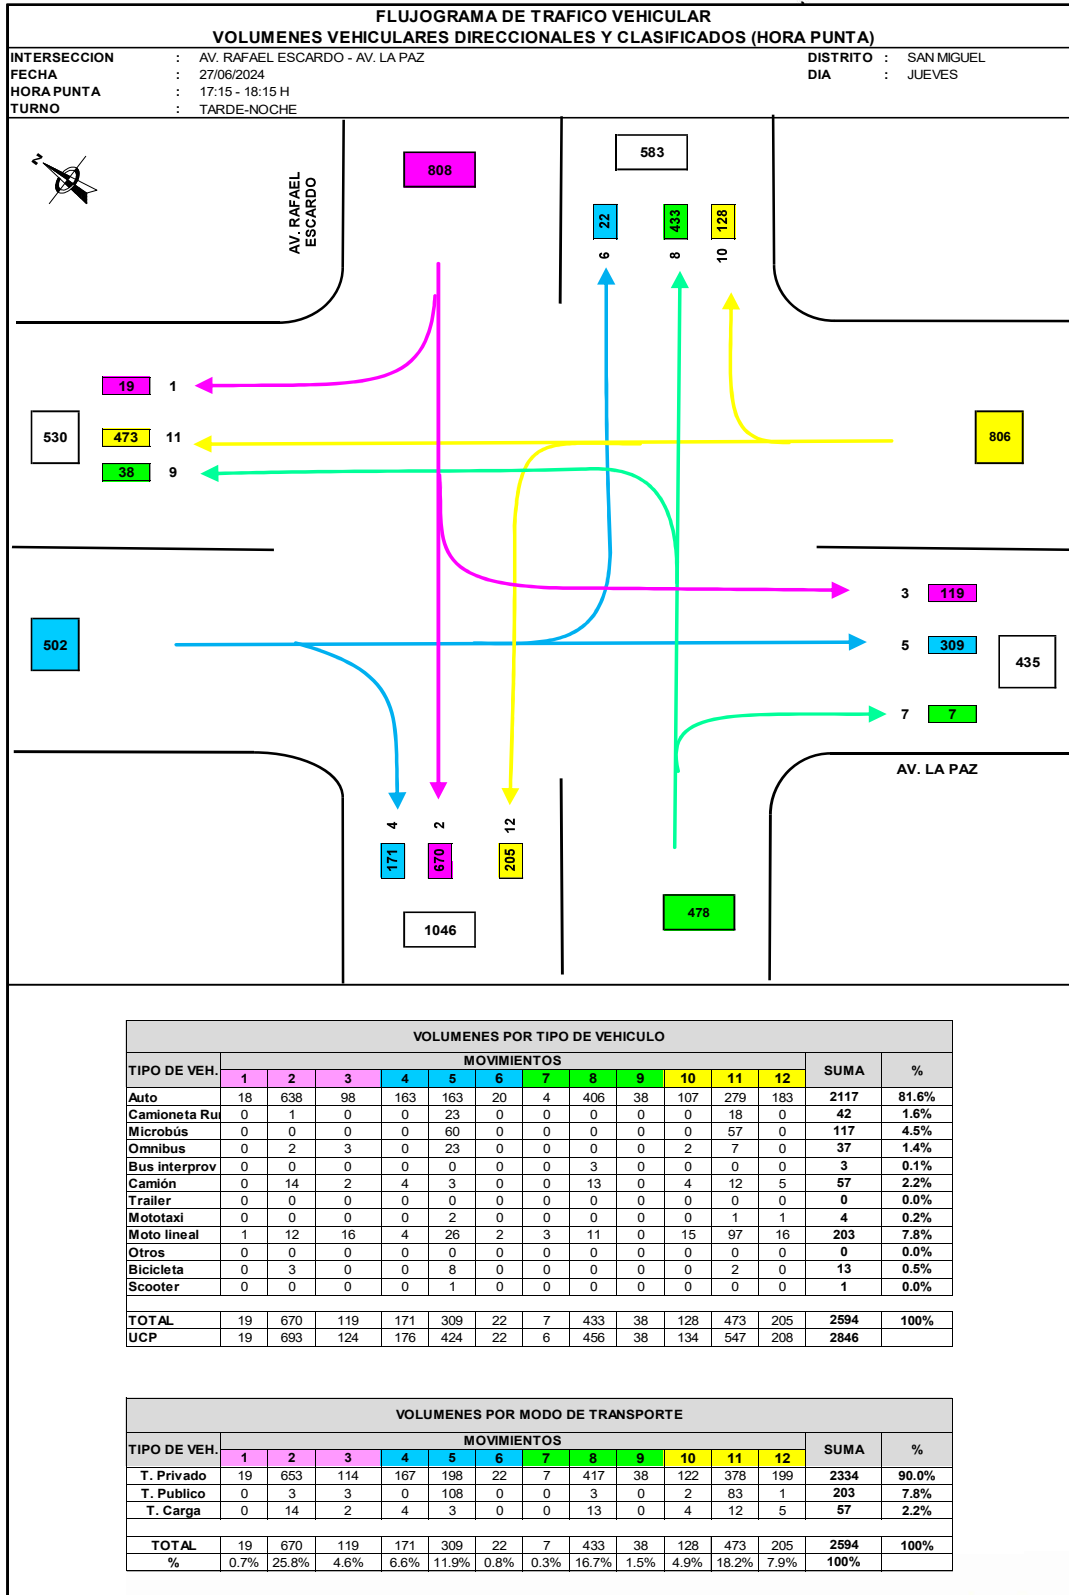 FLUJOGRAMA DE TRAFICO VEHICULAR
VOLUMENES VEHICULARES DIRECCIONALES Y CLASIFICADOS (HORA PUNTA)
INTERSECCION : AV. RAFAEL ESCARDO - AV. LA PAZ DISTRITO : SAN MIGUEL
FECHA : 27/06/2024 DIA : JUEVES
HORA PUNTA : 17:15 - 18:15 H
TURNO : TARDE-NOCHE
Z
AV. RAFAEL
ESCARDO
808
583
22 433 128
6 8 10
19 1
530 473 11
38 9
806
3 119
502
5 309
435
7 7
AV. LA PAZ
4 2 12
171 670 205
1046
478
VOLUMENES POR TIPO DE VEHICULO
TIPO DE VEH. MOVIMIENTOS SUMA %
1 2 3 4 5 6 7 8 9 10 11 12
Auto 18 638 98 163 163 20 4 406 38 107 279 183 2117 81.6%
Camioneta Rur 0 1 0 0 23 0 0 0 0 0 18 0 42 1.6%
Microbús 0 0 0 0 60 0 0 0 0 0 57 0 117 4.5%
Omnibus 0 2 3 0 23 0 0 0 0 2 7 0 37 1.4%
Bus interprov 0 0 0 0 0 0 0 3 0 0 0 0 3 0.1%
Camión 0 14 2 4 3 0 0 13 0 4 12 5 57 2.2%
Trailer 0 0 0 0 0 0 0 0 0 0 0 0 0 0.0%
Mototaxi 0 0 0 0 2 0 0 0 0 0 1 1 4 0.2%
Moto lineal 1 12 16 4 26 2 3 11 0 15 97 16 203 7.8%
Otros 0 0 0 0 0 0 0 0 0 0 0 0 0 0.0%
Bicicleta 0 3 0 0 8 0 0 0 0 0 2 0 13 0.5%
Scooter 0 0 0 0 1 0 0 0 0 0 0 0 1 0.0%
TOTAL 19 670 119 171 309 22 7 433 38 128 473 205 2594 100%
UCP 19 693 124 176 424 22 6 456 38 134 547 208 2846
VOLUMENES POR MODO DE TRANSPORTE
TIPO DE VEH. MOVIMIENTOS SUMA %
1 2 3 4 5 6 7 8 9 10 11 12
T. Privado 19 653 114 167 198 22 7 417 38 122 378 199 2334 90.0%
T. Publico 0 3 3 0 108 0 0 3 0 2 83 1 203 7.8%
T. Carga 0 14 2 4 3 0 0 13 0 4 12 5 57 2.2%
TOTAL 19 670 119 171 309 22 7 433 38 128 473 205 2594 100%
% 0.7% 25.8% 4.6% 6.6% 11.9% 0.8% 0.3% 16.7% 1.5% 4.9% 18.2% 7.9% 100%